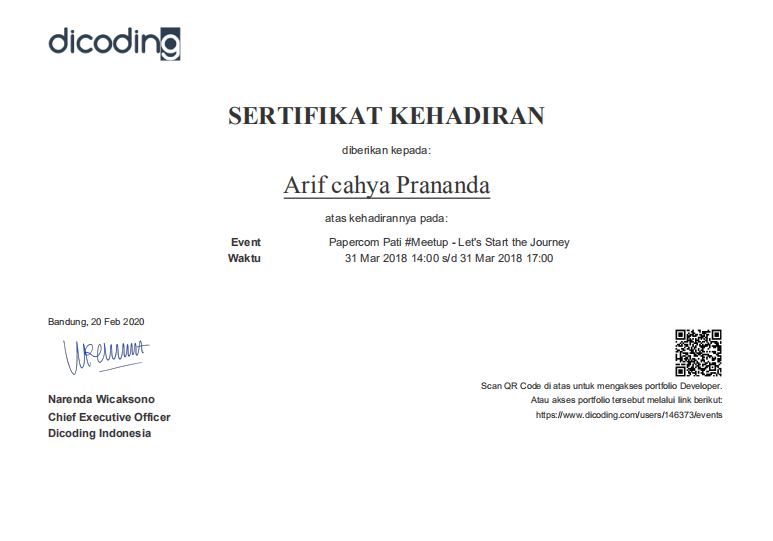 dicoding
SERTIFIKAT KEHADIRAN
diberikan kepada:
Arif cahya Prananda
atas kehadirannya pada:
Event Papercom Pati #Meetup - Let's Start the Journey
Waktu 31 Mar 2018 14:00 s/d 31 Mar 2018 17:00
Bandung, 20 Feb 2020
Narenda Wicaksono
Chief Executive Officer
Dicoding Indonesia
Scan QR Code di atas untuk mengakses portfolio Developer.
Atau akses portfolio tersebut melalui link berikut:
https://www.dicoding.com/users/146373/events